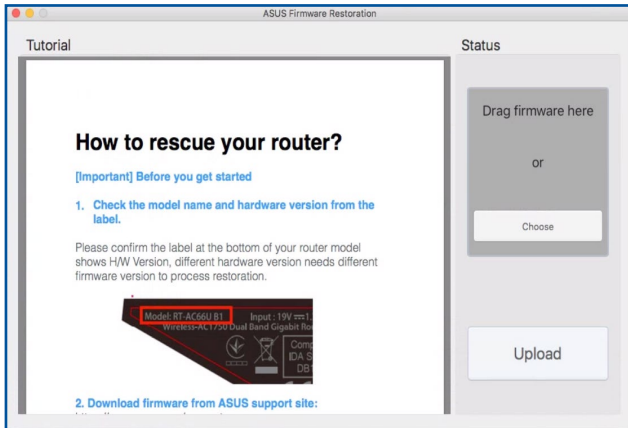 ASUS Firmware Restoration
Tutorial
Status
How to rescue your router?
[Important] Before you get started
1. Check the model name and hardware version from the
label.
Please confirm the label at the bottom of your router model
shows H/W Version, different hardware version needs different
firmware version to process restoration.
Model: RT-AC66U B1 Input : 19V
Wireless-AC1750 Dual Band Gigabit
2. Download firmware from ASUS support site:
Drag firmware here
or
Choose
Upload